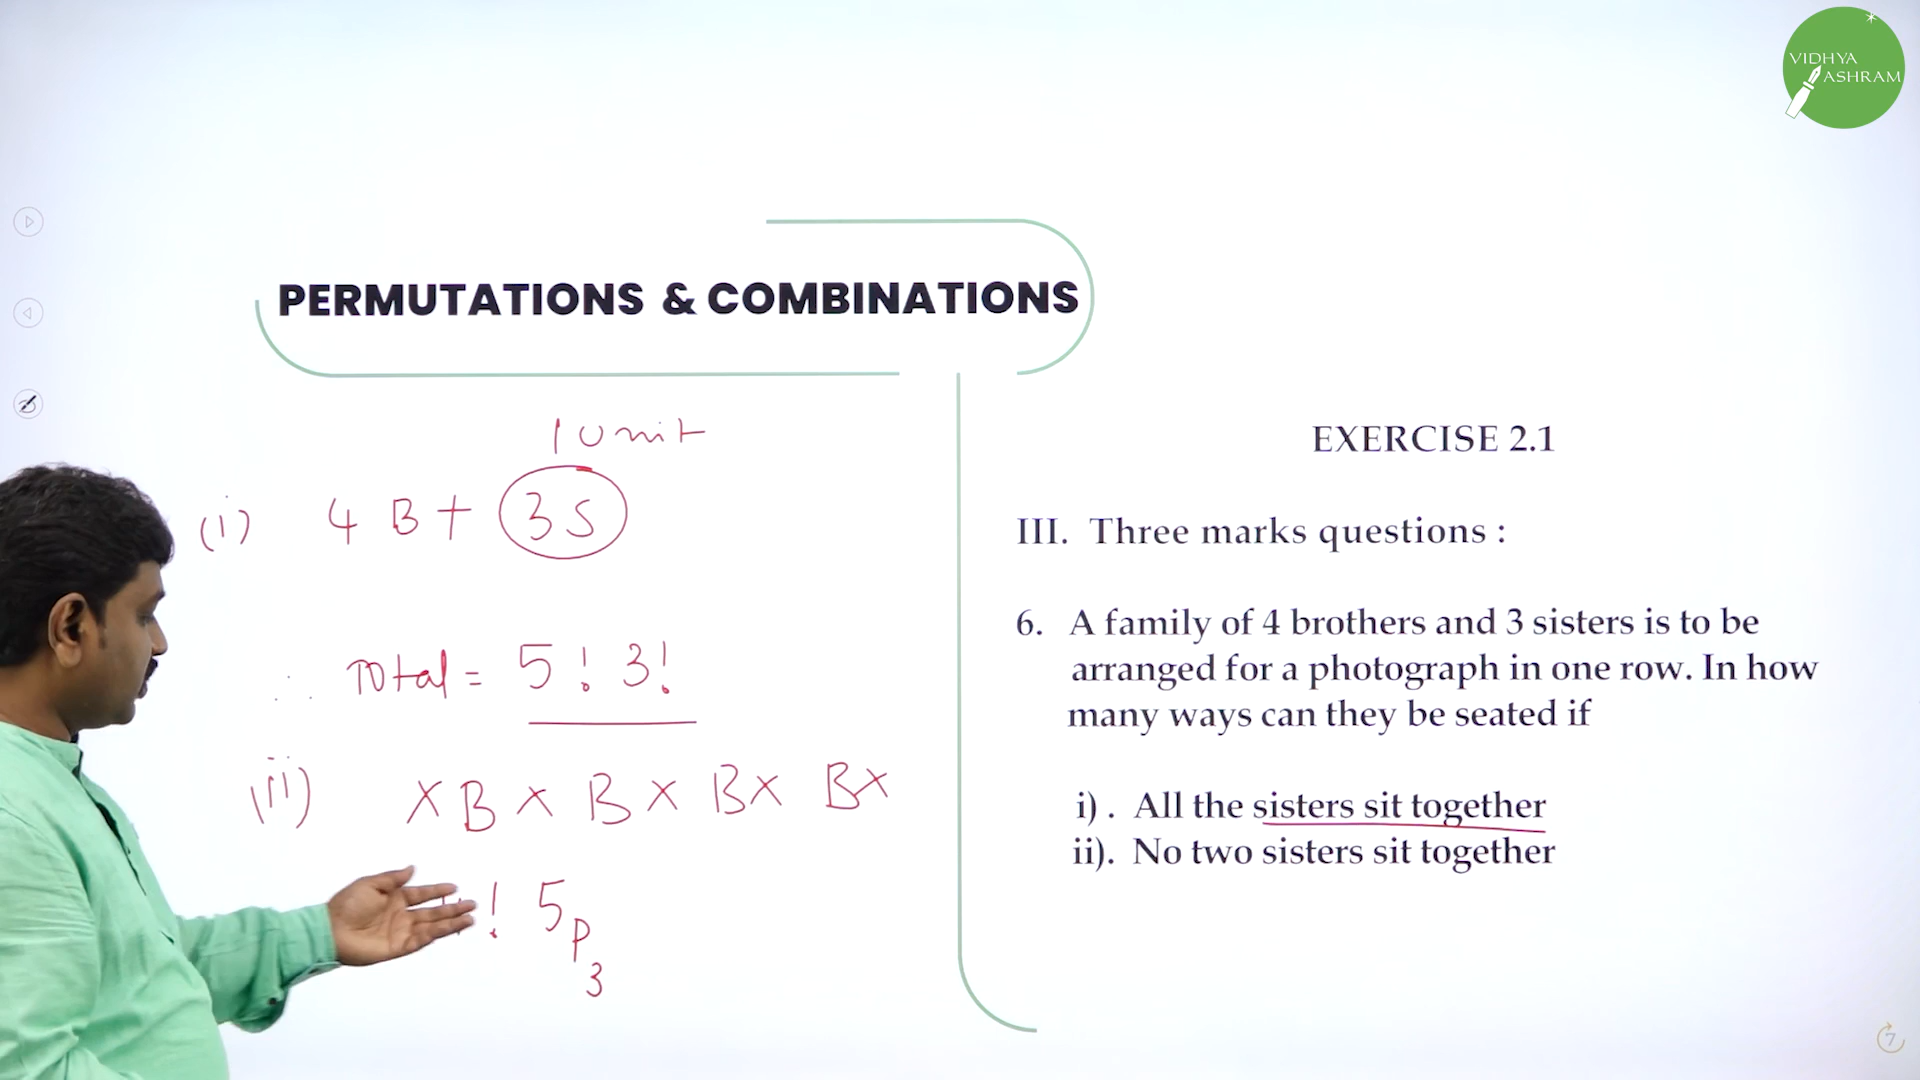 VIDHYA
ASHRAM
PERMUTATIONS & COMBINATIONS
1 Unit
(i) 4 B + 3 S
∴ Total = 5! 3!
(ii) × B × B × B × B ×
! 5P3
EXERCISE 2.1
III. Three marks questions :
6. A family of 4 brothers and 3 sisters is to be
arranged for a photograph in one row. In how
many ways can they be seated if
i) . All the sisters sit together
ii). No two sisters sit together
7